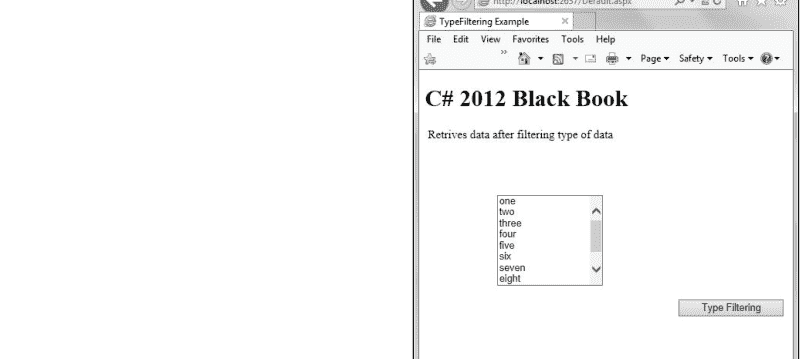 http://localhost:2657/Default.aspx
TypeFiltering Example
File Edit View Favorites Tools Help
Page Safety Tools
C# 2012 Black Book
Retrives data after filtering type of data
one
two
three
four
five
six
seven
eight
Type Filtering